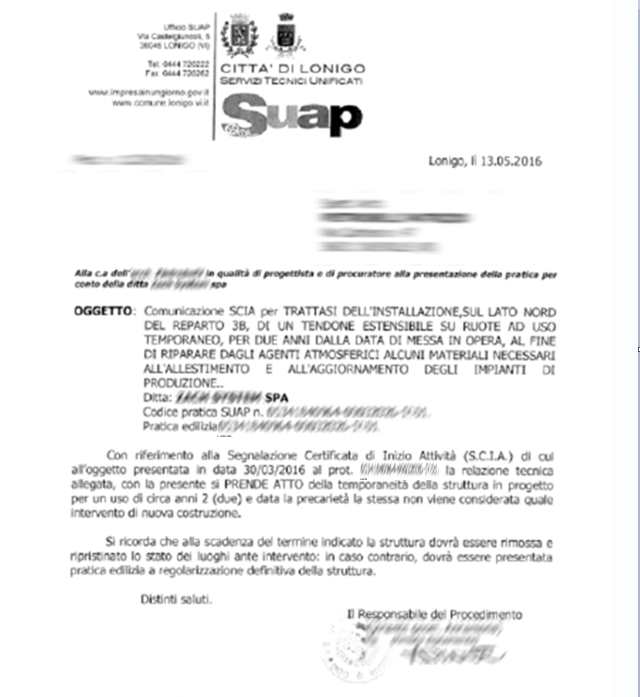 Ufficio SUAP
Via Castelgiuncoli, 5
36045 LONIGO (VI)
Tel. 0444 720222
Fax 0444 720262
www.impresainungiorno.gov.it
www.comune.lonigo.vi.it
CITTA' DI LONIGO
SERVIZI TECNICI UNIFICATI
Suap
Lonigo, lì 13.05.2016
Alla c.a dell' in qualità di progettista e di procuratore alla presentazione della pratica per
conto della ditta spa
OGGETTO: Comunicazione SCIA per TRATTASI DELL'INSTALLAZIONE,SUL LATO NORD
DEL REPARTO 3B, DI UN TENDONE ESTENSIBILE SU RUOTE AD USO
TEMPORANEO, PER DUE ANNI DALLA DATA DI MESSA IN OPERA, AL FINE
DI RIPARARE DAGLI AGENTI ATMOSFERICI ALCUNI MATERIALI NECESSARI
ALL'ALLESTIMENTO E ALL'AGGIORNAMENTO DEGLI IMPIANTI DI
PRODUZIONE..
Ditta: SPA
Codice pratica SUAP n.
Pratica edilizia
Con riferimento alla Segnalazione Certificata di Inizio Attività (S.C.I.A.) di cui
all'oggetto presentata in data 30/03/2016 al prot. la relazione tecnica
allegata, con la presente si PRENDE ATTO della temporaneità della struttura in progetto
per un uso di circa anni 2 (due) e data la precarietà la stessa non viene considerata quale
intervento di nuova costruzione.
Si ricorda che alla scadenza del termine indicato la struttura dovrà essere rimossa e
ripristinato lo stato dei luoghi ante intervento: in caso contrario, dovrà essere presentata
pratica edilizia a regolarizzazione definitiva della struttura.
Distinti saluti.
Il Responsabile del Procedimento